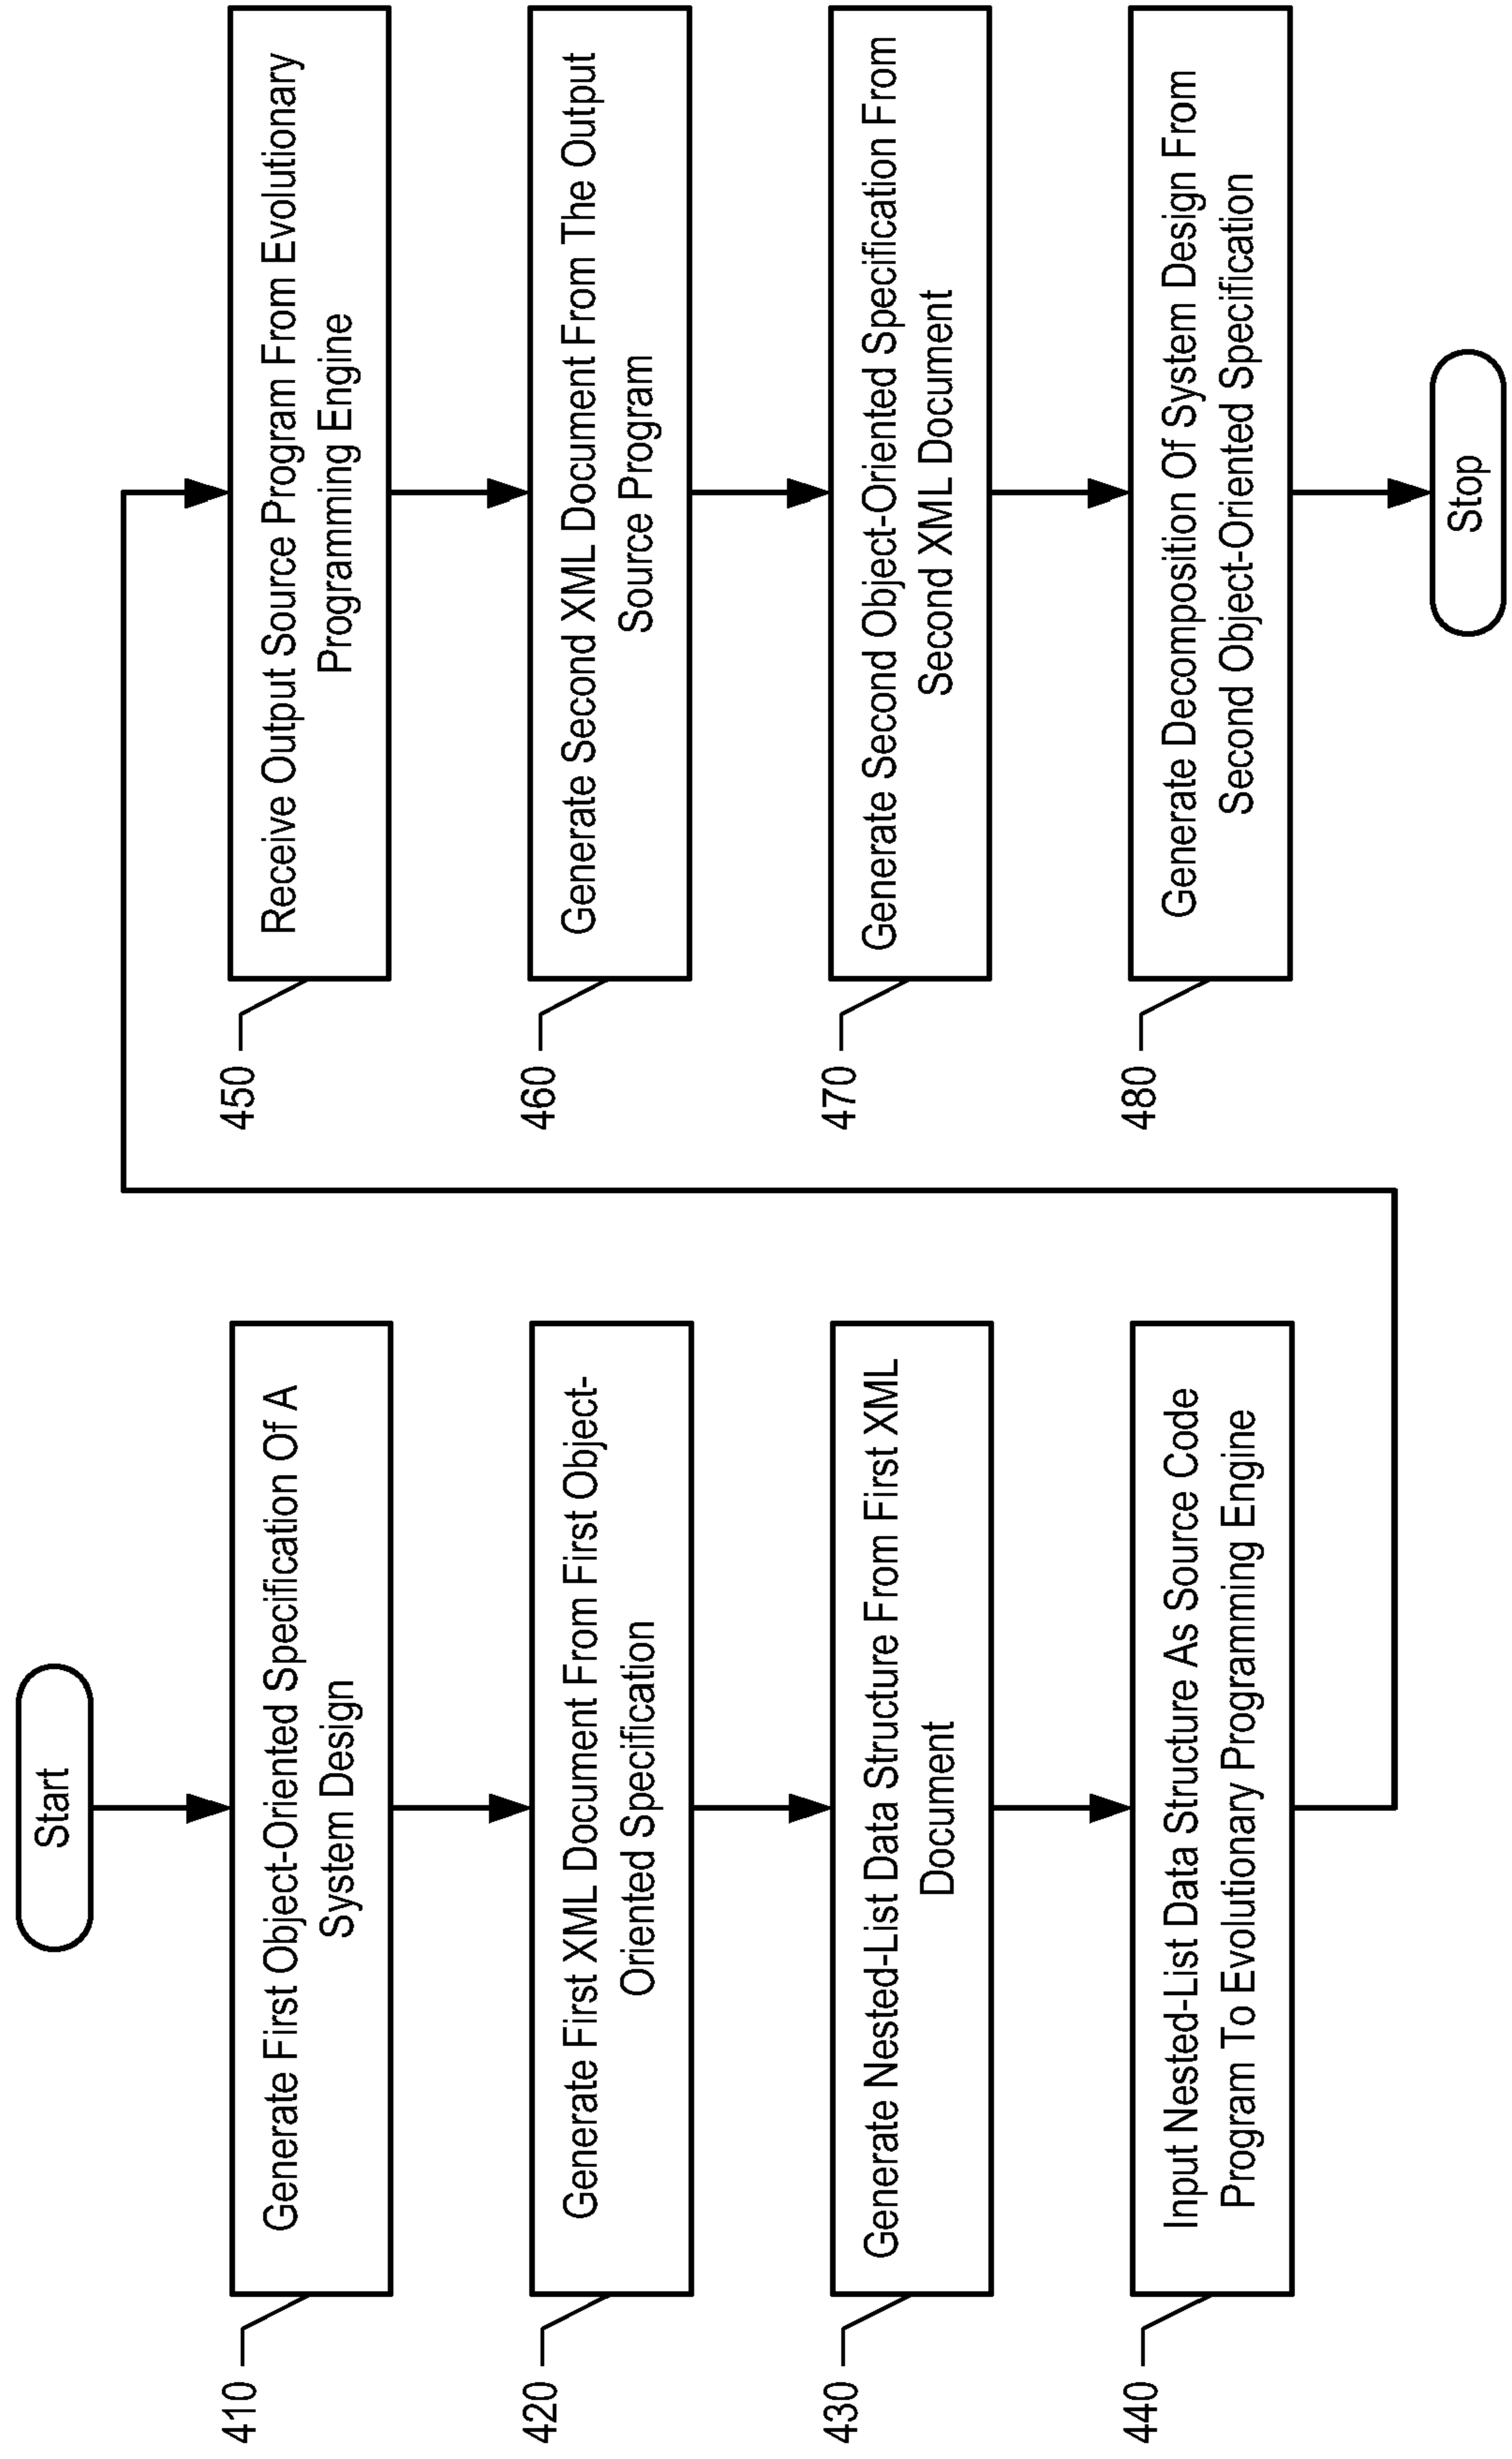 Start
410
Generate First Object-Oriented Specification Of A
System Design
420
Generate First XML Document From First Object-
Oriented Specification
430
Generate Nested-List Data Structure From First XML
Document
440
Input Nested-List Data Structure As Source Code
Program To Evolutionary Programming Engine
450
Receive Output Source Program From Evolutionary
Programming Engine
460
Generate Second XML Document From The Output
Source Program
470
Generate Second Object-Oriented Specification From
Second XML Document
480
Generate Decomposition Of System Design From
Second Object-Oriented Specification
Stop